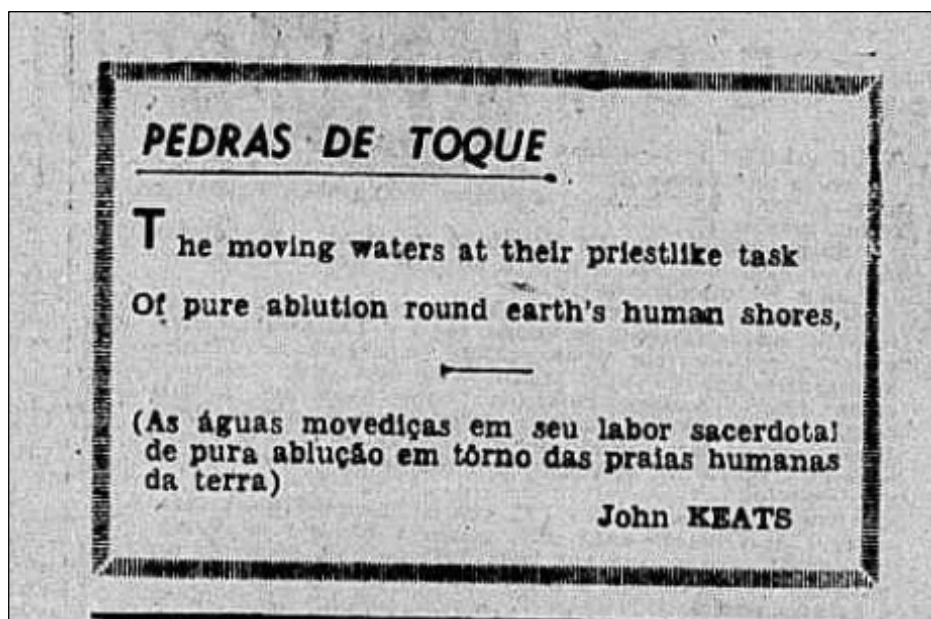 PEDRAS DE TOQUE
The moving waters at their priestlike task
Of pure ablution round earth's human shores,
(As águas movediças em seu labor sacerdotal
de pura ablução em tôrno das praias humanas
da terra)
John KEATS